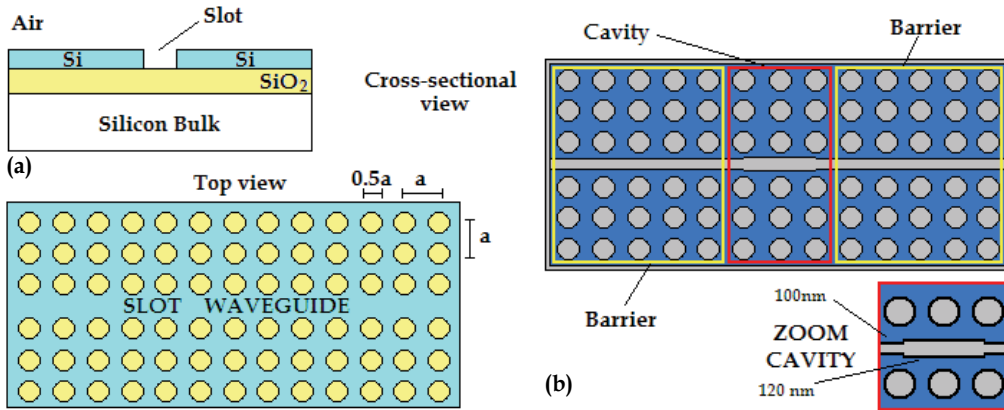 Air
Slot
Si
Si
SiO₂
Silicon Bulk
Cross-sectional
view
(a)
Top view
0.5a
a
a
SLOT WAVEGUIDE
Cavity
Barrier
Barrier
100nm
ZOOM
CAVITY
120 nm
(b)